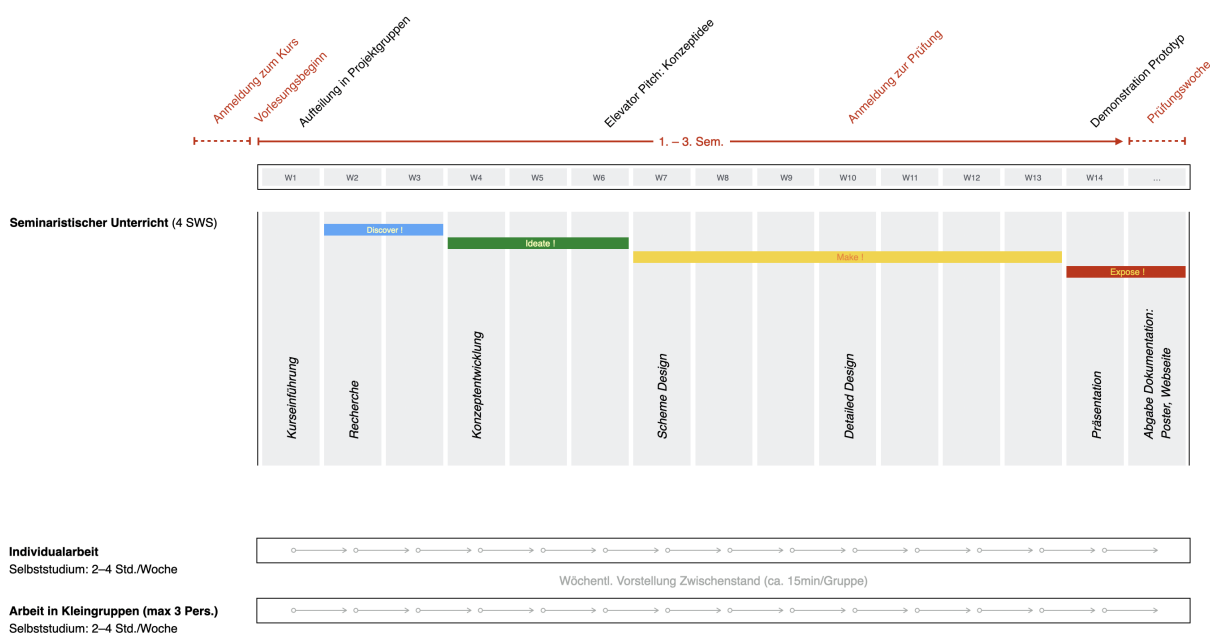 Anmeldung zum Kurs
Vorlesungsbeginn
Aufteilung in Projektgruppen
Elevator Pitch: Konzeptidee
Anmeldung zur Prüfung
Demonstration Prototyp
Prüfungswoche
1. – 3. Sem.
W1 W2 W3 W4 W5 W6 W7 W8 W9 W10 W11 W12 W13 W14 ...
Seminaristischer Unterricht (4 SWS)
Discover !
Ideate !
Make !
Expose !
Kurseinführung
Recherche
Konzeptentwicklung
Scheme Design
Detailed Design
Präsentation
Abgabe Dokumentation:
Poster, Webseite
Individualarbeit
Selbststudium: 2–4 Std./Woche
Wöchentl. Vorstellung Zwischenstand (ca. 15min/Gruppe)
Arbeit in Kleingruppen (max 3 Pers.)
Selbststudium: 2–4 Std./Woche